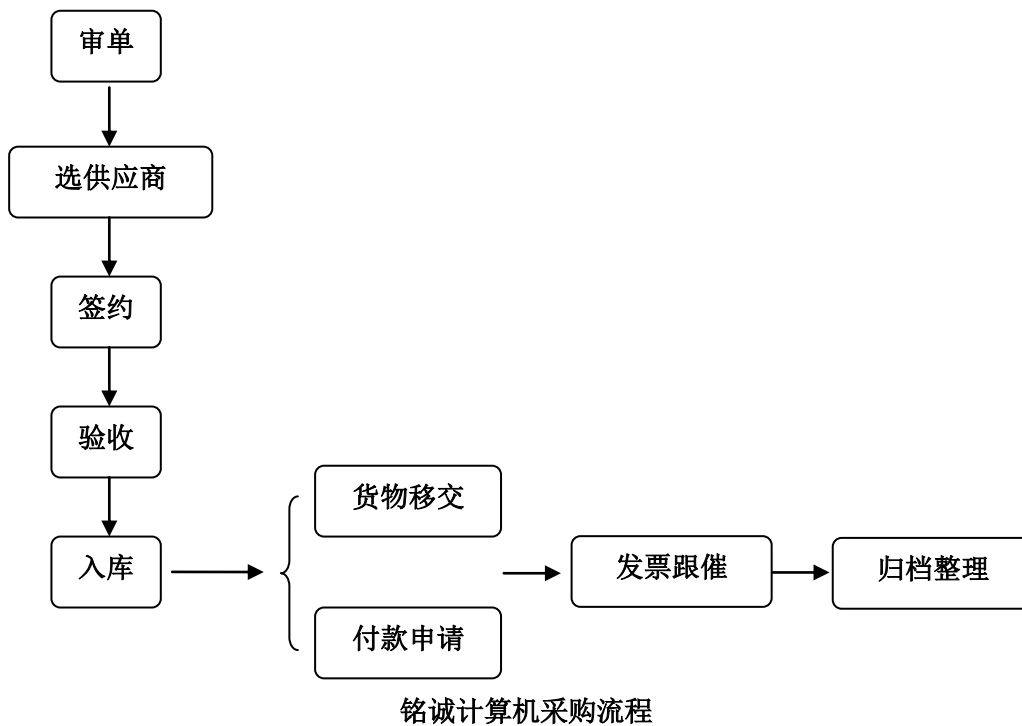 审单
选供应商
签约
验收
入库
货物移交
付款申请
发票跟催
归档整理
铭诚计算机采购流程